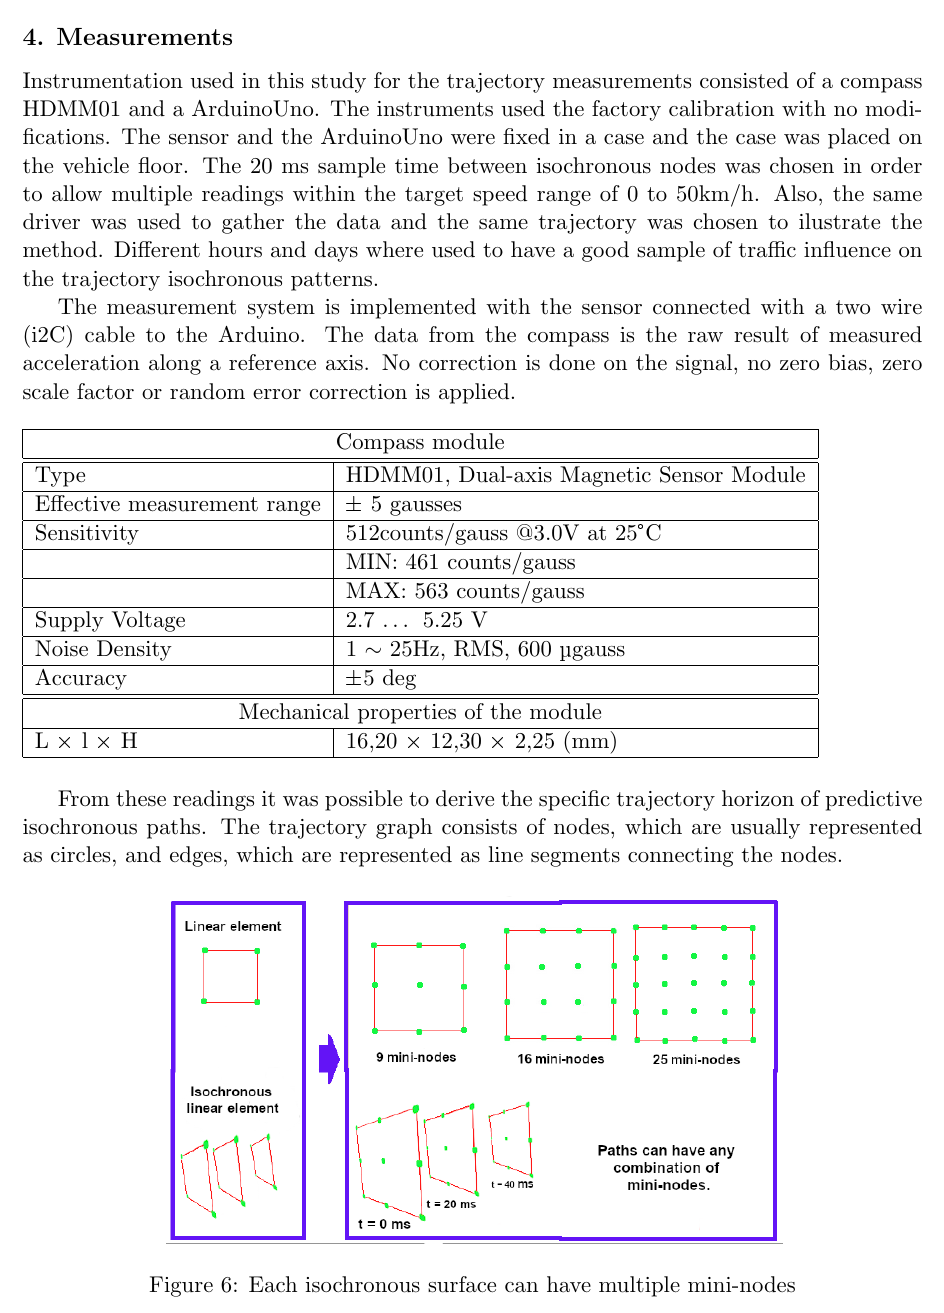 4. Measurements
Instrumentation used in this study for the trajectory measurements consisted of a compass
HDMM01 and a ArduinoUno. The instruments used the factory calibration with no modi-
fications. The sensor and the ArduinoUno were fixed in a case and the case was placed on
the vehicle floor. The 20 ms sample time between isochronous nodes was chosen in order
to allow multiple readings within the target speed range of 0 to 50km/h. Also, the same
driver was used to gather the data and the same trajectory was chosen to ilustrate the
method. Different hours and days where used to have a good sample of traffic influence on
the trajectory isochronous patterns.
The measurement system is implemented with the sensor connected with a two wire
(i2C) cable to the Arduino. The data from the compass is the raw result of measured
acceleration along a reference axis. No correction is done on the signal, no zero bias, zero
scale factor or random error correction is applied.
Compass module
Type HDMM01, Dual-axis Magnetic Sensor Module
Effective measurement range ± 5 gausses
Sensitivity 512counts/gauss @3.0V at 25°C
MIN: 461 counts/gauss
MAX: 563 counts/gauss
Supply Voltage 2.7 ... 5.25 V
Noise Density 1 ∼ 25Hz, RMS, 600 µgauss
Accuracy ±5 deg
Mechanical properties of the module
L × l × H 16,20 × 12,30 × 2,25 (mm)
From these readings it was possible to derive the specific trajectory horizon of predictive
isochronous paths. The trajectory graph consists of nodes, which are usually represented
as circles, and edges, which are represented as line segments connecting the nodes.
Linear element
Isochronous
linear element
9 mini-nodes
16 mini-nodes
25 mini-nodes
t = 0 ms
t = 20 ms
t = 40 ms
Paths can have any
combination of
mini-nodes.
Figure 6: Each isochronous surface can have multiple mini-nodes